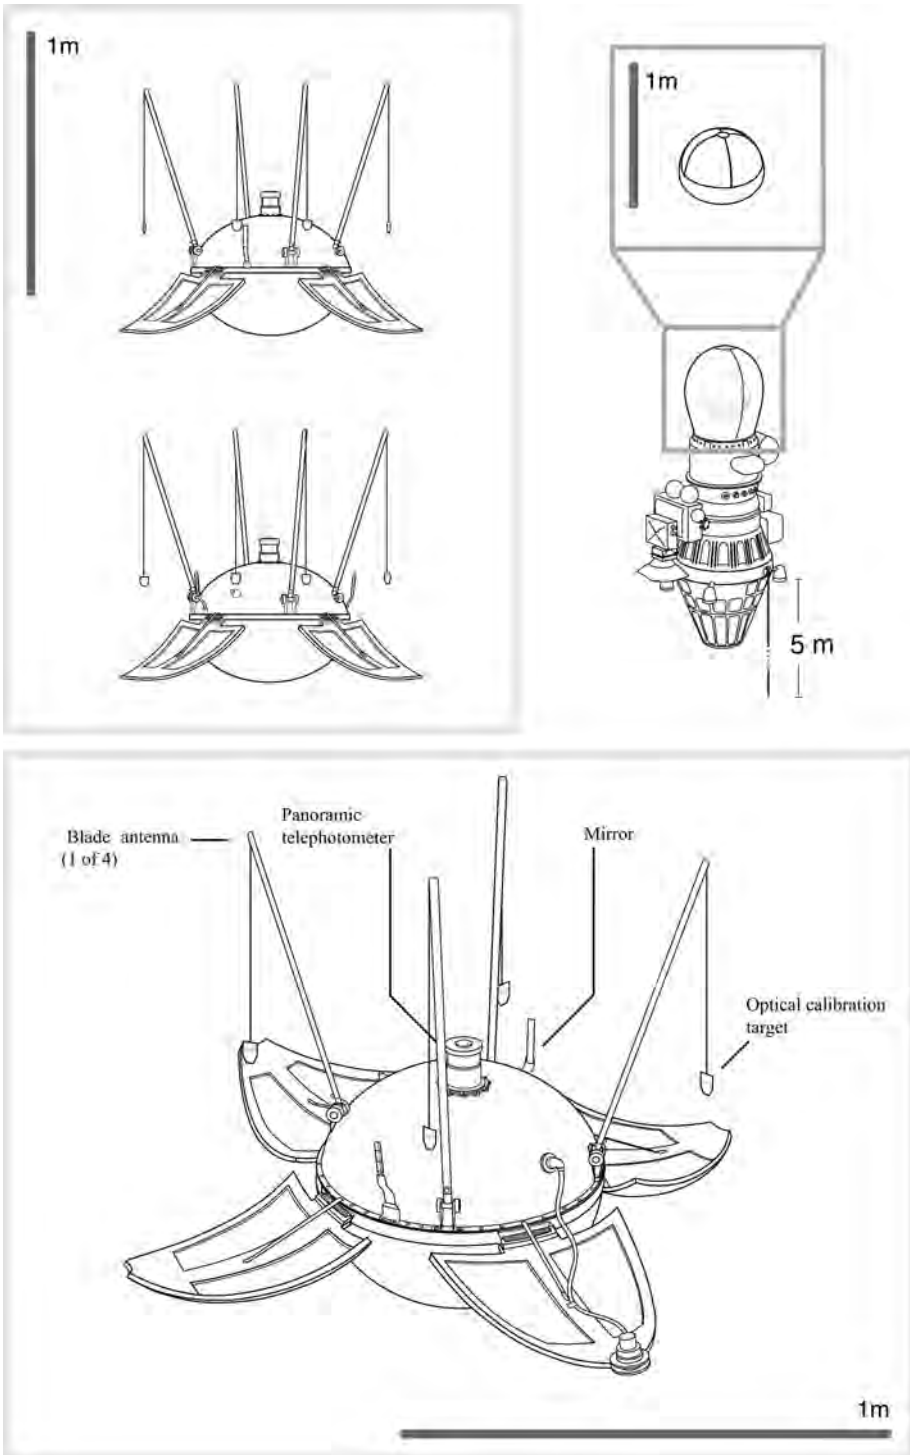 1m
1m
5 m
Blade antenna
(1 of 4)
Panoramic
telephotometer
Mirror
Optical calibration
target
1m